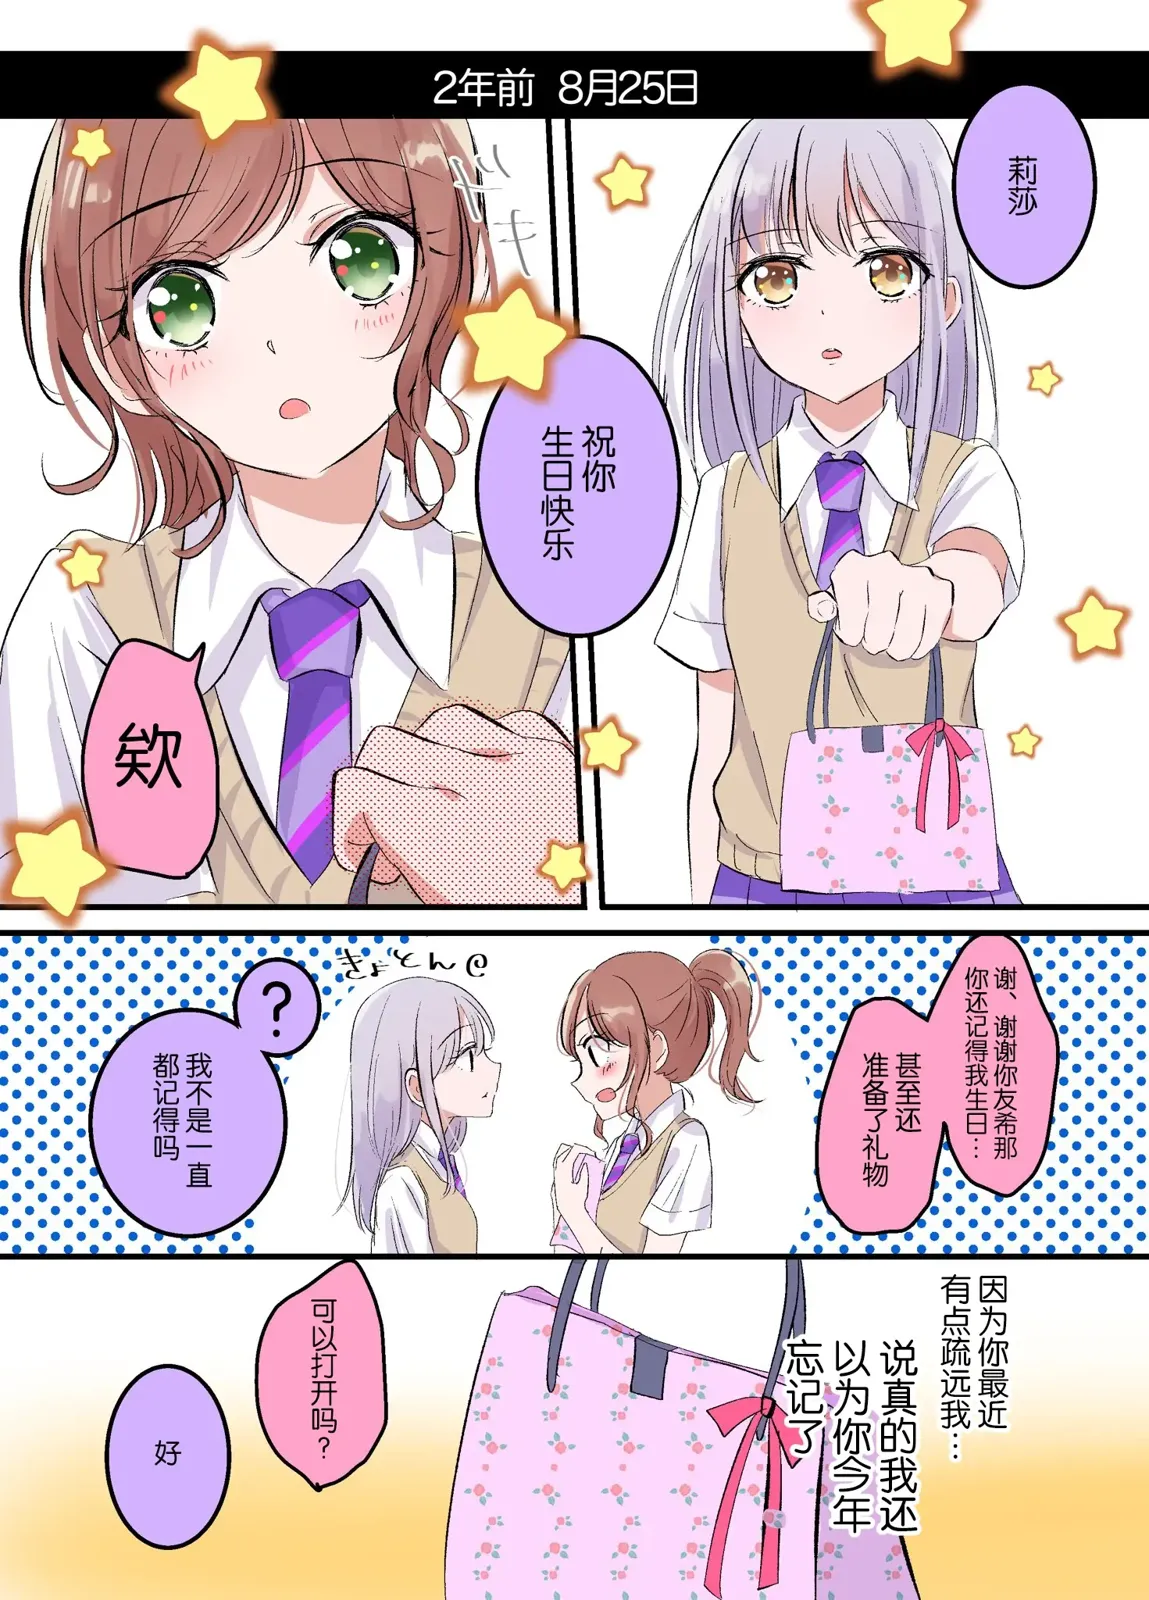 2年前 8月25日
莉莎
祝你
生日快乐
欸
ドキ
谢、谢谢你友希那
你还记得我生日…
甚至还
准备了礼物
きょとん
?
我不是一直
都记得吗
因为你最近
有点疏远我…
说真的我还
以为你今年
忘记了
可以打开吗？
好